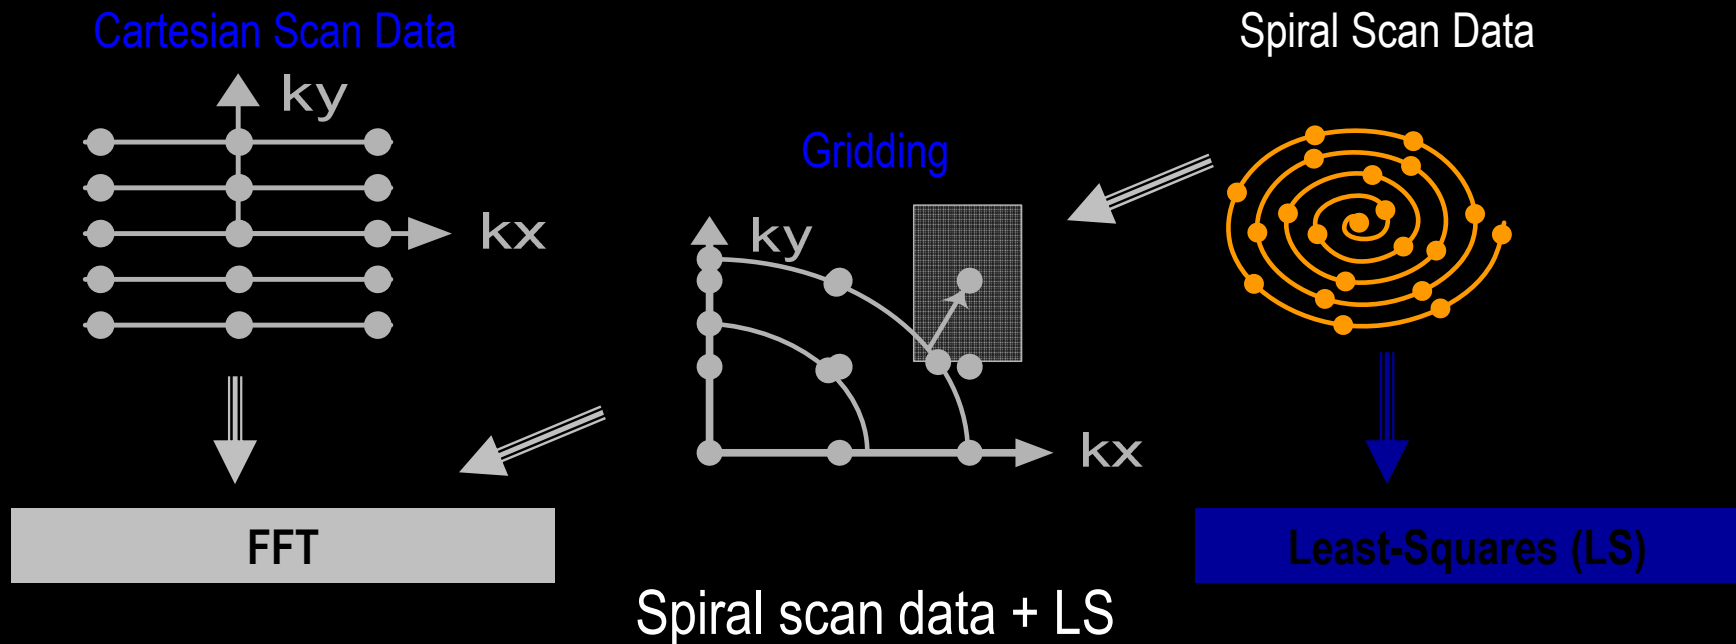 Cartesian Scan Data
Spiral Scan Data
ky
kx
Gridding
ky
kx
FFT
Least-Squares (LS)
Spiral scan data + LS